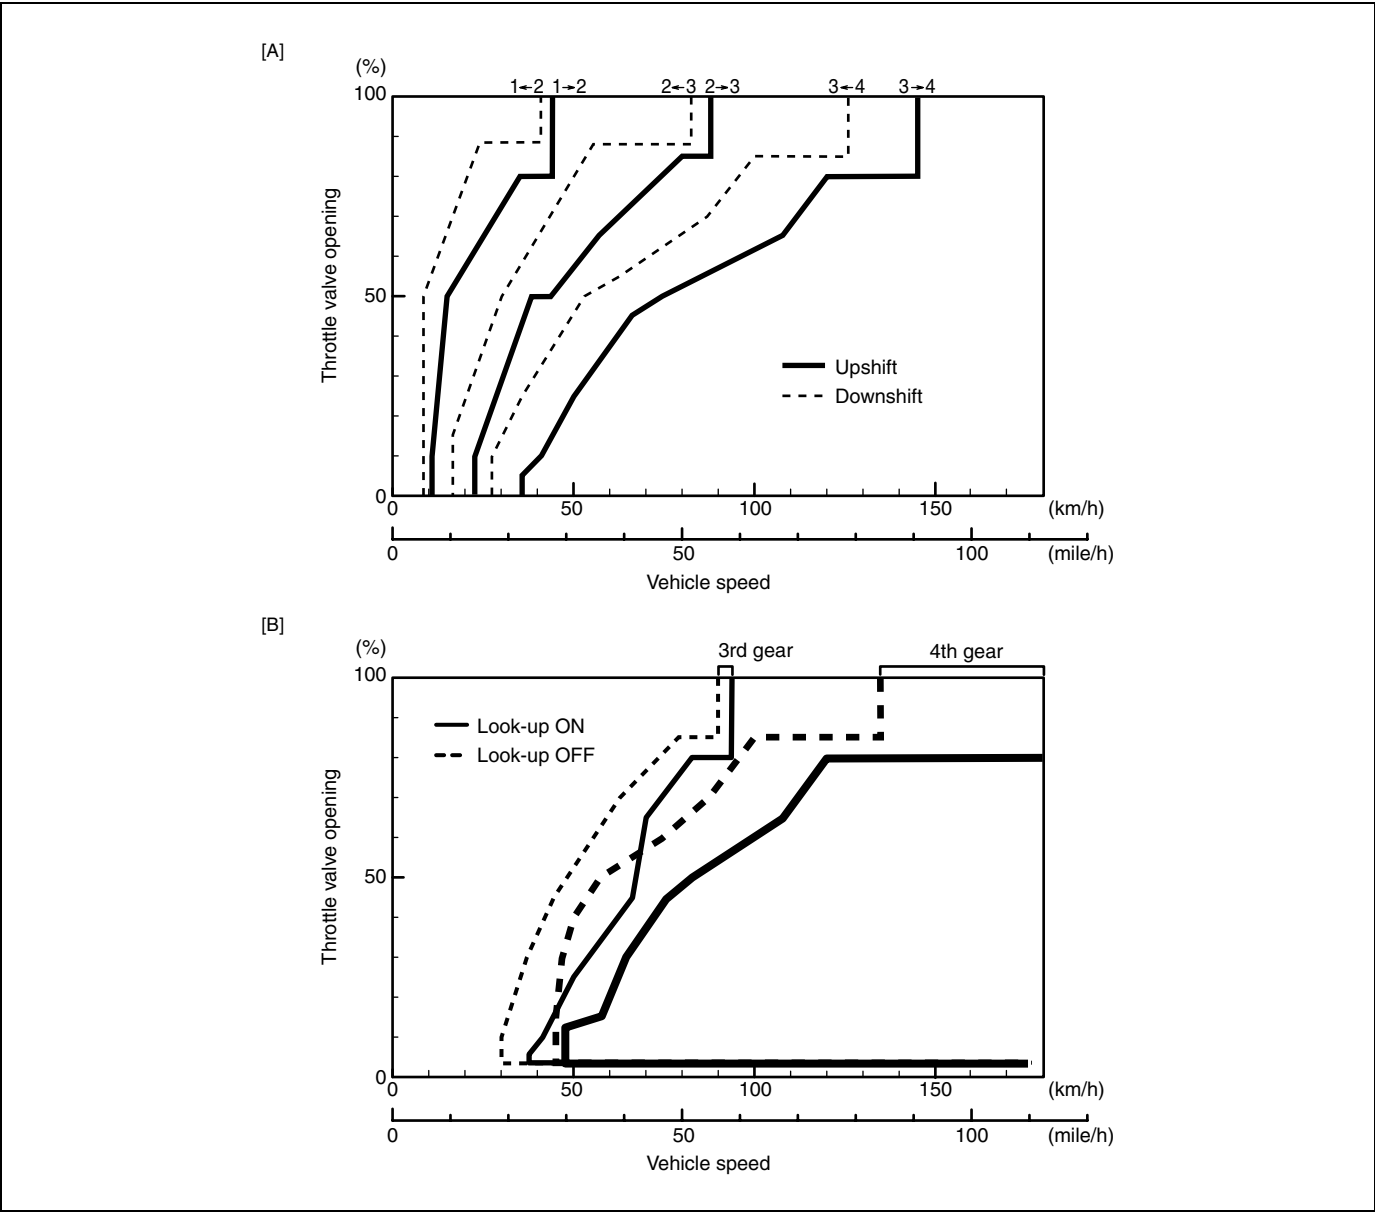 [A]
(%)
100
1←2 1→2 2←3 2→3 3←4 3→4
Throttle valve opening
50
Upshift
Downshift
0
0 50 100 150 (km/h)
0 50 100 (mile/h)
Vehicle speed
[B]
(%)
100
3rd gear 4th gear
Look-up ON
Look-up OFF
Throttle valve opening
50
0
0 50 100 150 (km/h)
0 50 100 (mile/h)
Vehicle speed